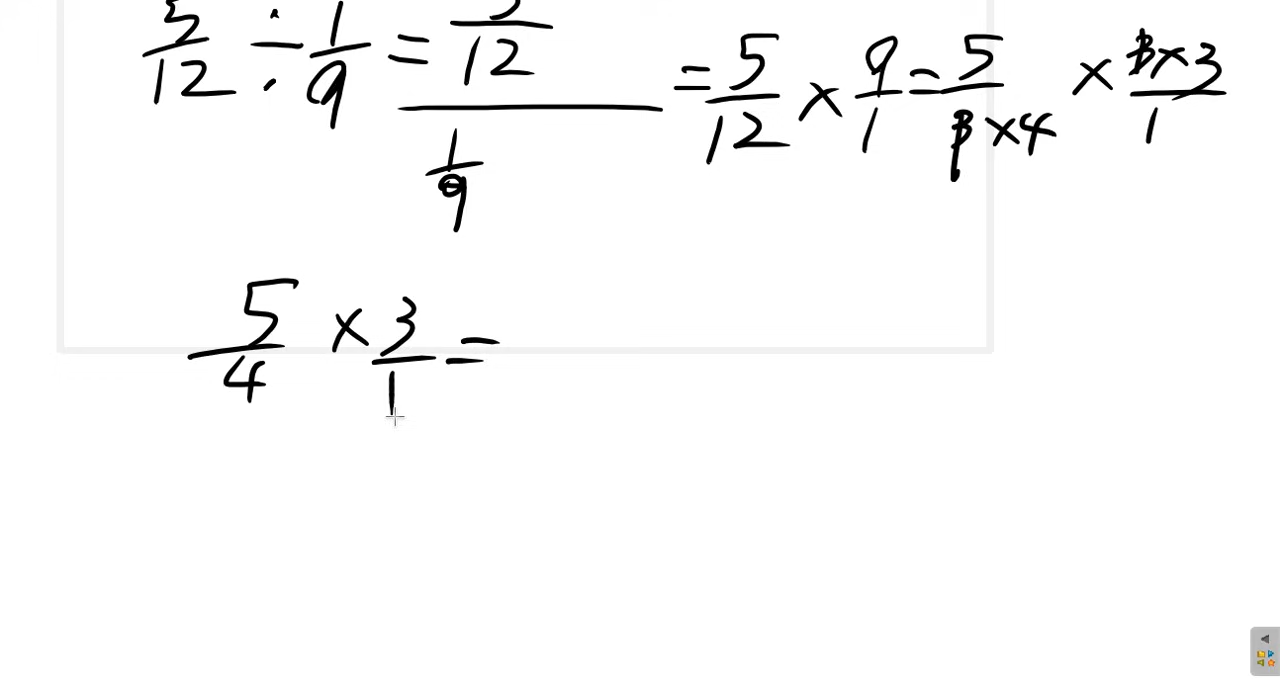 5/12 ÷ 1/9 = 5/12 / 1/9 = 5/12 × 9/1 = 5/3×4 × 3×3/1
5/4 × 3/1 =